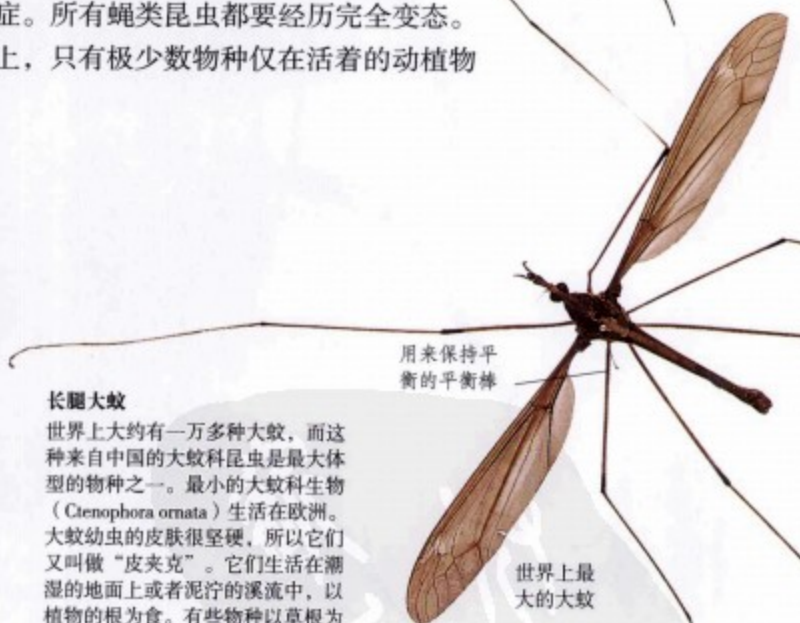 症。所有蝇类昆虫都要经历完全变态。
上，只有极少数物种仅在活着的动植物
用来保持平
衡的平衡棒
长腿大蚊
世界上大约有一万多种大蚊，而这
种来自中国的大蚊科昆虫是最大体
型的物种之一。最小的大蚊科生物
（Ctenophora ornata）生活在欧洲。
大蚊幼虫的皮肤很坚硬，所以它们
又叫做“皮夹克”。它们生活在潮
湿的地面上或者泥泞的溪流中，以
植物的根为食。有些物种以草根为
世界上最
大的大蚊